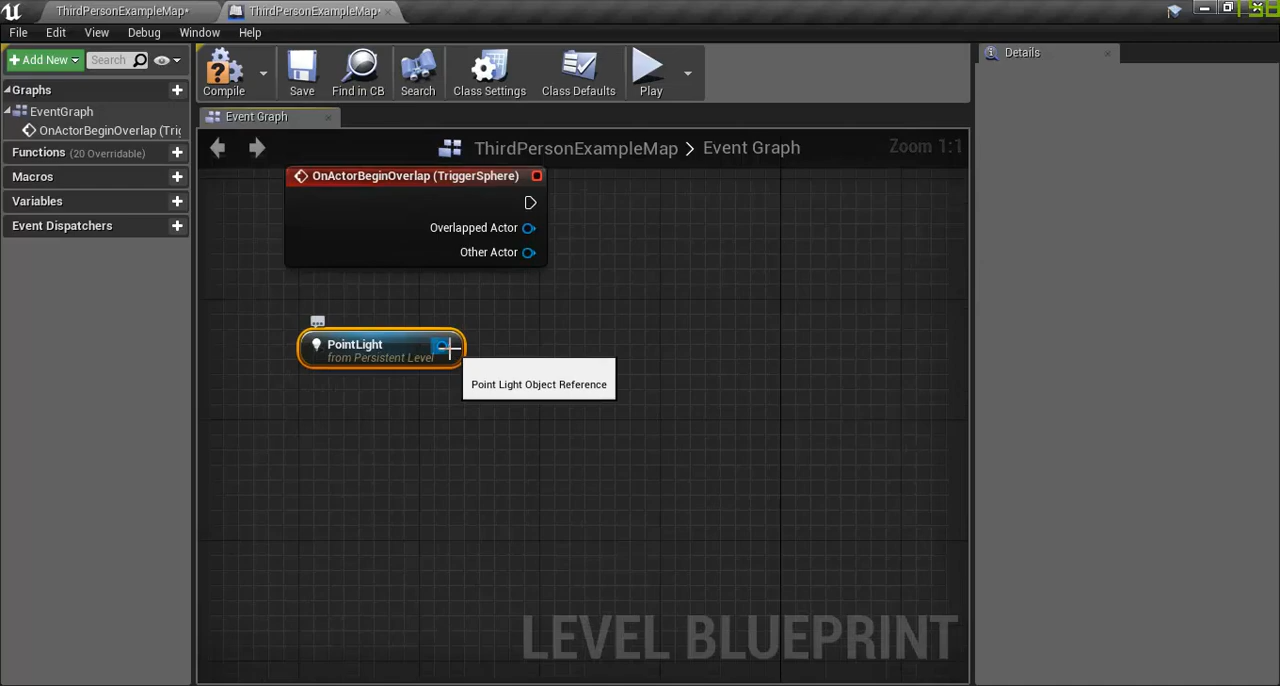 ThirdPersonExampleMap*
ThirdPersonExampleMap*
File Edit View Debug Window Help
Add New
Search
Compile
Save
Find in CB
Search
Class Settings
Class Defaults
Play
Details
Graphs
EventGraph
OnActorBeginOverlap (Trig
Functions (20 Overridable)
Macros
Variables
Event Dispatchers
Event Graph
ThirdPersonExampleMap > Event Graph
Zoom 1:1
OnActorBeginOverlap (TriggerSphere)
Overlapped Actor
Other Actor
PointLight
from Persistent Level
Point Light Object Reference
LEVEL BLUEPRINT